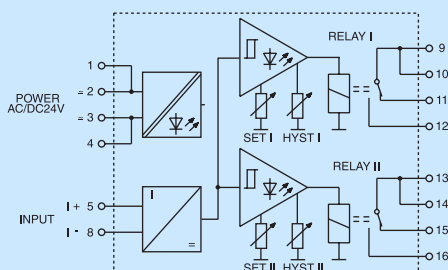 RELAY I
1
≂ 2
POWER
AC/DC24V
≂ 3
4
9
10
11
12
SET I HYST I
RELAY II
INPUT
I + 5
I - 8
I
=
13
14
15
16
SET II HYST II